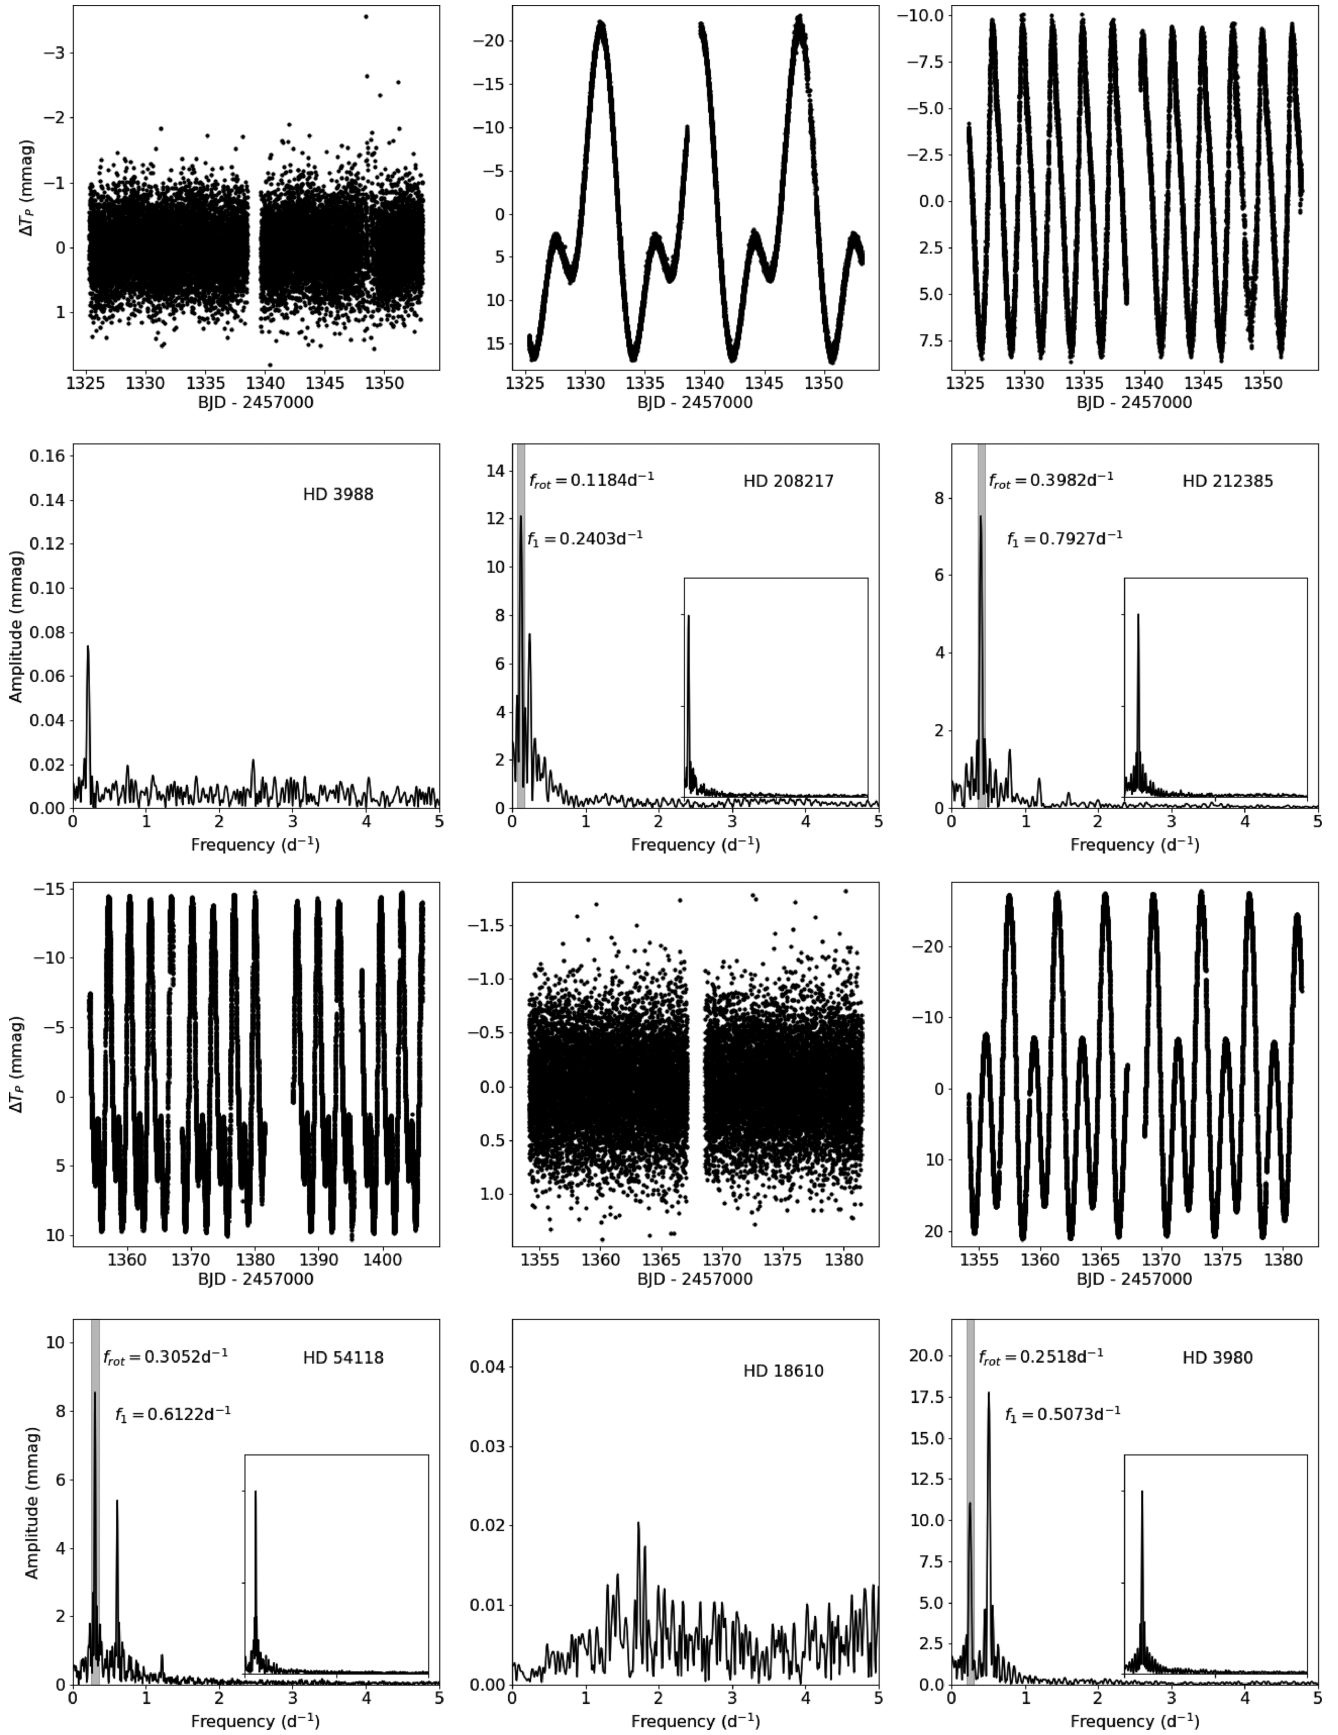 −3
−2
−1
0
1
ΔT_P (mmag)
1325 1330 1335 1340 1345 1350
BJD - 2457000
−20
−15
−10
−5
0
5
10
15
1325 1330 1335 1340 1345 1350
BJD - 2457000
−10.0
−7.5
−5.0
−2.5
0.0
2.5
5.0
7.5
1325 1330 1335 1340 1345 1350
BJD - 2457000
0.16
0.14
0.12
0.10
0.08
0.06
0.04
0.02
0.00
Amplitude (mmag)
HD 3988
0 1 2 3 4 5
Frequency (d⁻¹)
14
12
10
8
6
4
2
0
f_rot = 0.1184d⁻¹
HD 208217
f₁ = 0.2403d⁻¹
0 1 2 3 4 5
Frequency (d⁻¹)
8
6
4
2
0
f_rot = 0.3982d⁻¹
HD 212385
f₁ = 0.7927d⁻¹
0 1 2 3 4 5
Frequency (d⁻¹)
−15
−10
−5
0
5
10
ΔT_P (mmag)
1360 1370 1380 1390 1400
BJD - 2457000
−1.5
−1.0
−0.5
0.0
0.5
1.0
1355 1360 1365 1370 1375 1380
BJD - 2457000
−20
−10
0
10
20
1355 1360 1365 1370 1375 1380
BJD - 2457000
10
8
6
4
2
0
Amplitude (mmag)
f_rot = 0.3052d⁻¹
HD 54118
f₁ = 0.6122d⁻¹
0 1 2 3 4 5
Frequency (d⁻¹)
0.04
0.03
0.02
0.01
0.00
HD 18610
0 1 2 3 4 5
Frequency (d⁻¹)
20.0
17.5
15.0
12.5
10.0
7.5
5.0
2.5
0.0
f_rot = 0.2518d⁻¹
HD 3980
f₁ = 0.5073d⁻¹
0 1 2 3 4 5
Frequency (d⁻¹)